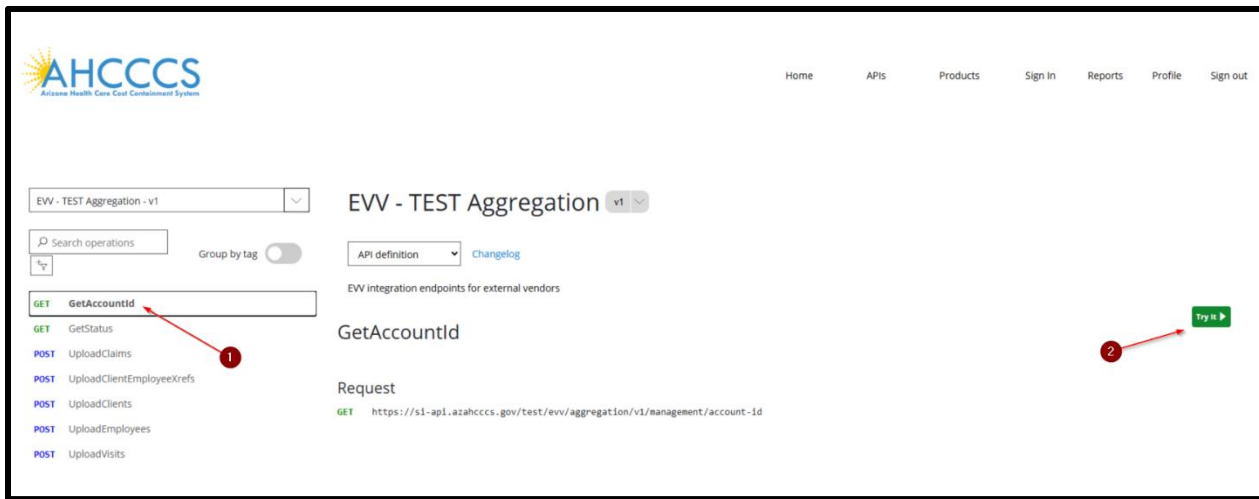 AHCCCS
Arizona Health Care Cost Containment System
Home APIs Products Sign In Reports Profile Sign out
EVV - TEST Aggregation - v1
EVV - TEST Aggregation v1
Search operations
Group by tag
API definition Changelog
EVV integration endpoints for external vendors
GET GetAccountId
GET GetStatus
POST UploadClaims
POST UploadClientEmployeeXrefs
POST UploadClients
POST UploadEmployees
POST UploadVisits
1
GetAccountId
Try It
2
Request
GET https://si-api.azahcccs.gov/test/evv/aggregation/v1/management/account-id